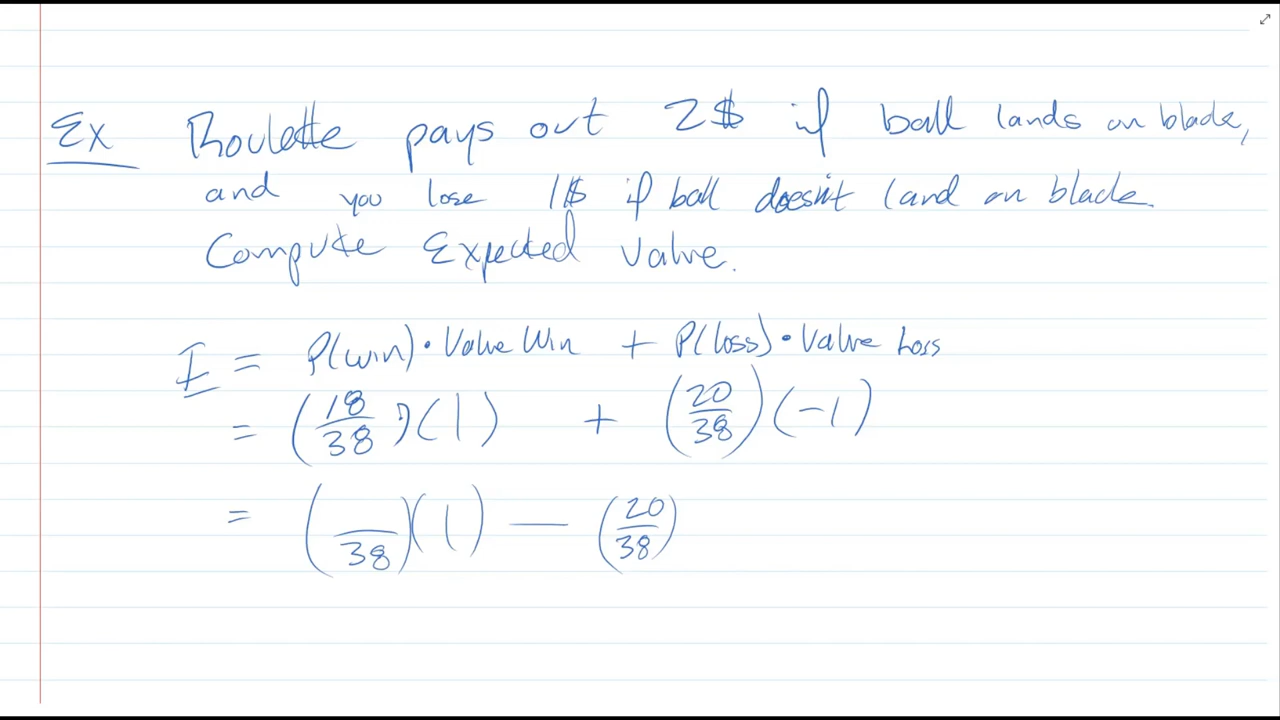 Ex Roulette pays out 2$ if ball lands on black,
and you lose 1$ if ball doesn't land on black.
Compute Expected Value.
E = P(win) • Value Win + P(loss) • Value Loss
= (18/38)(1) + (20/38)(-1)
= ( /38)(1) — (20/38)